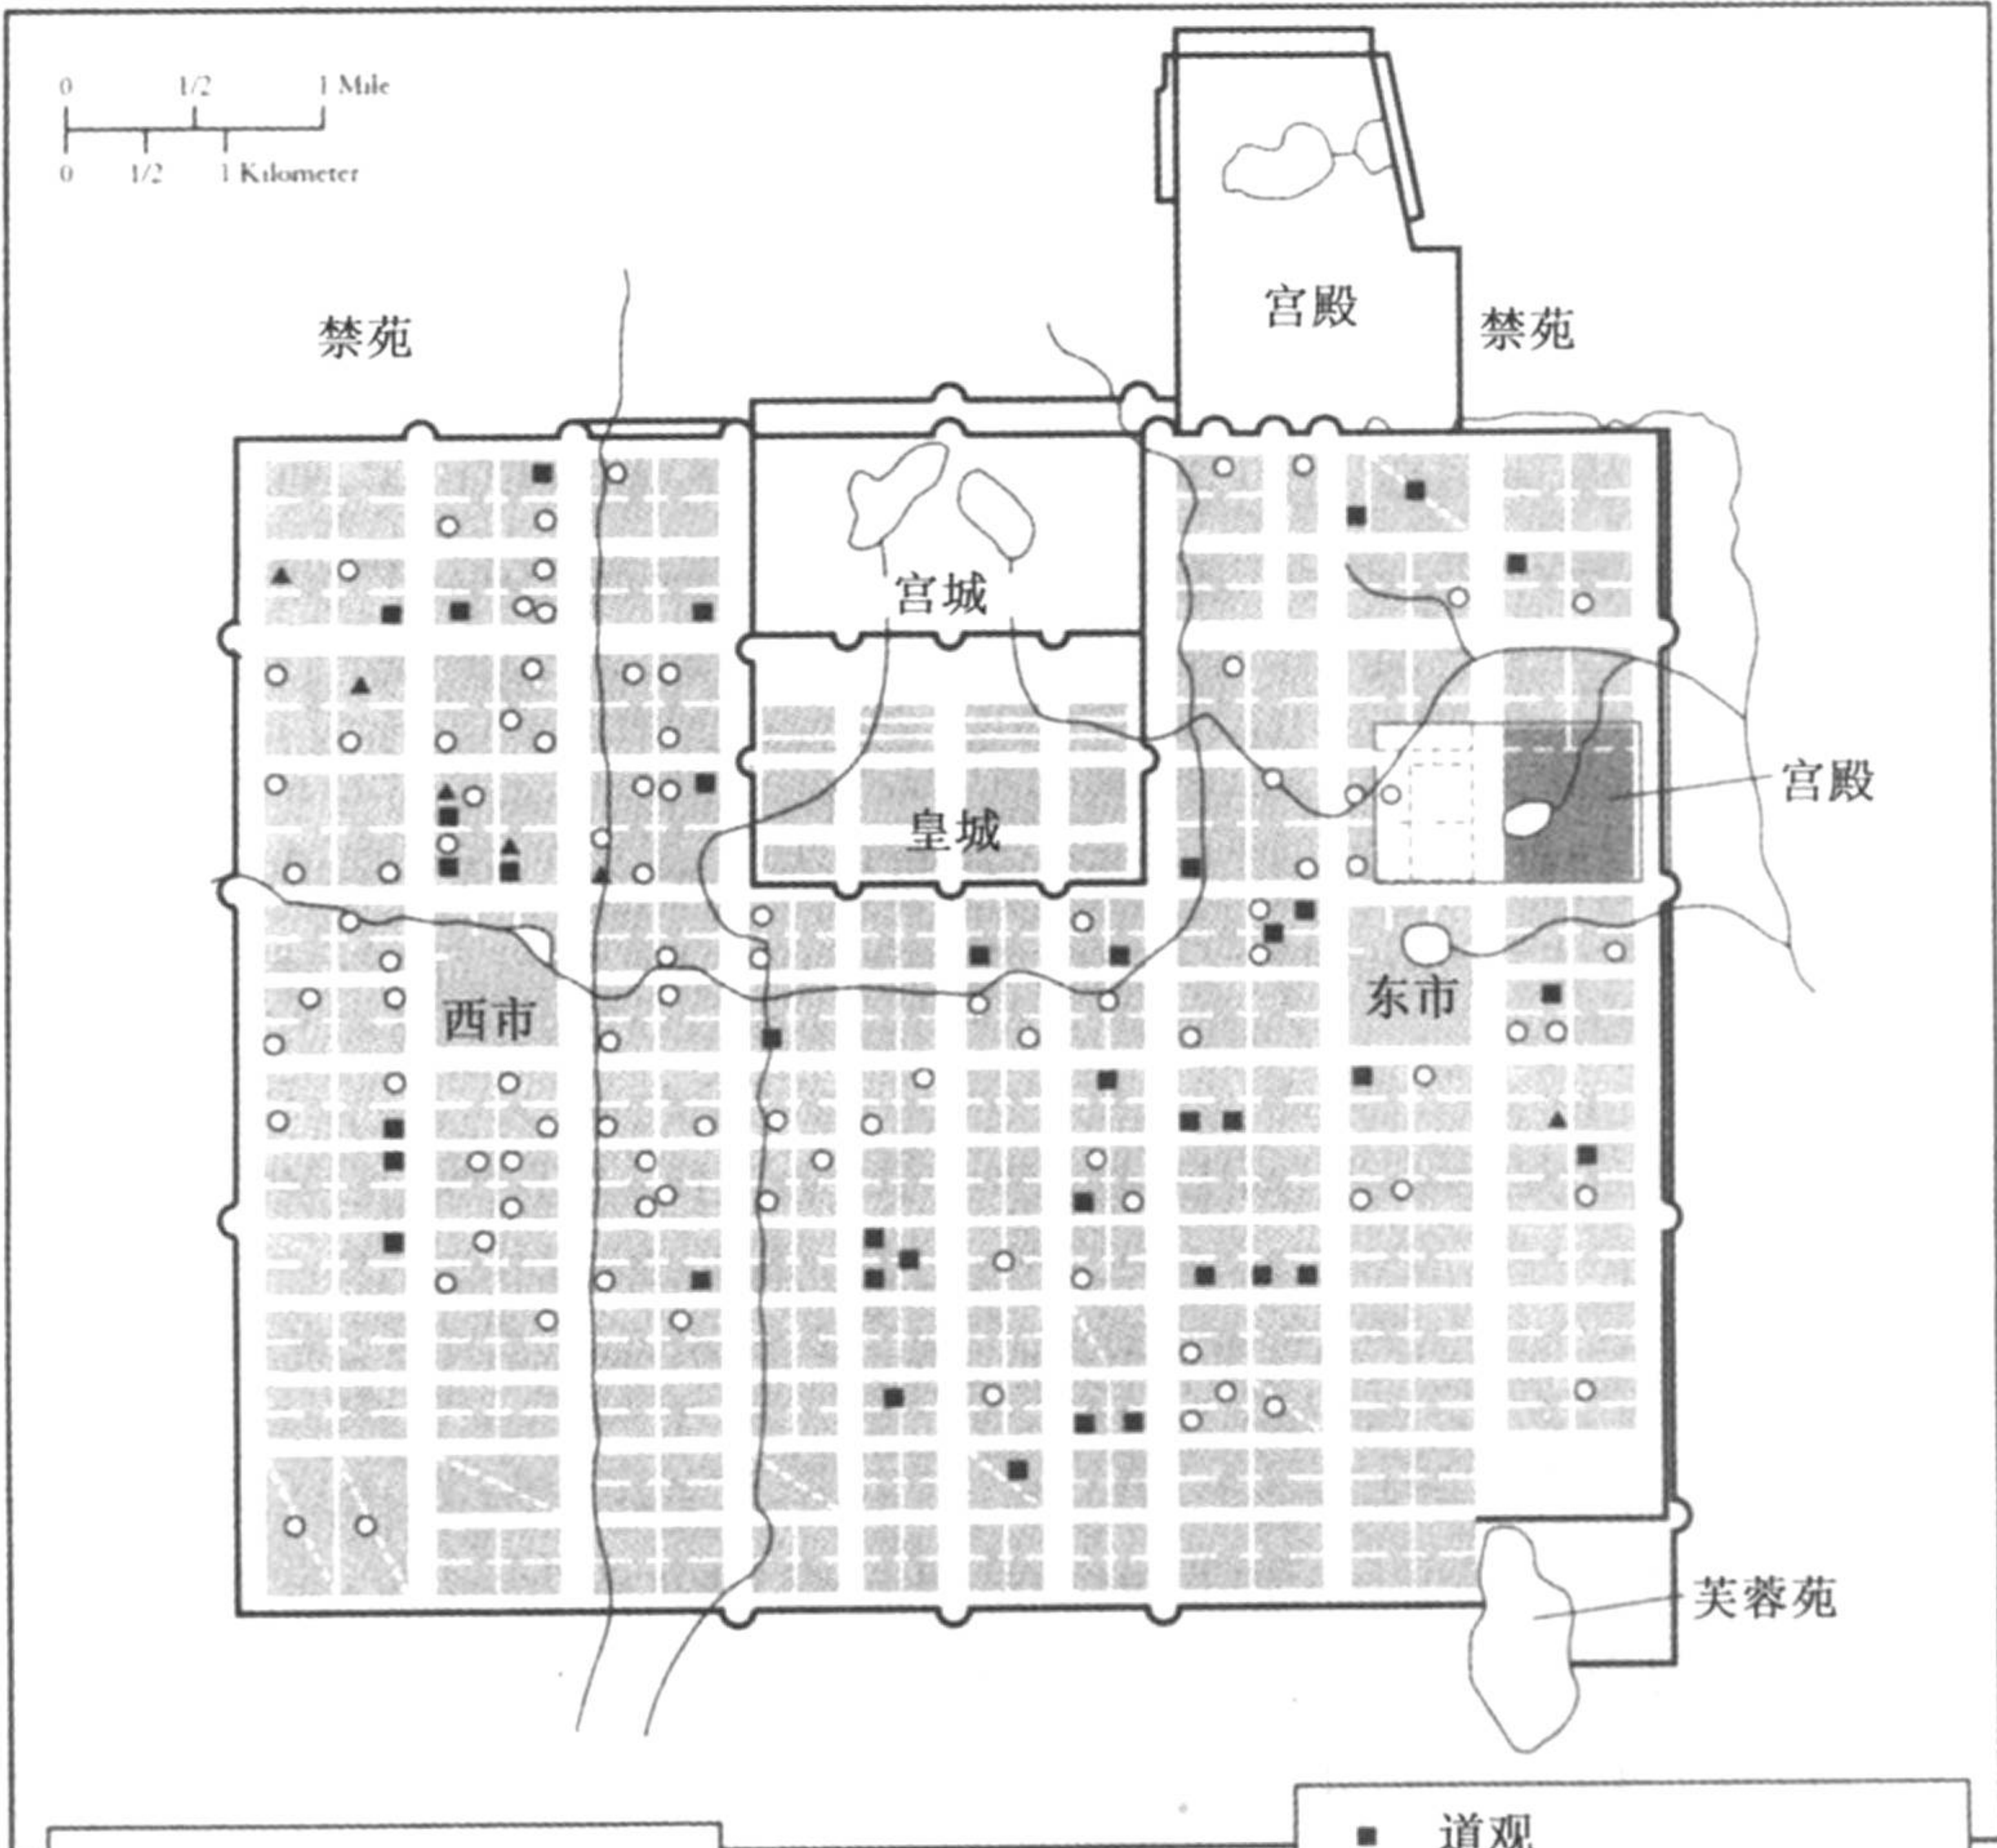 0 1/2 1 Mile
0 1/2 1 Kilometer
宫殿
禁苑
禁苑
宫城
宫殿
皇城
西市
东市
芙蓉苑
道观